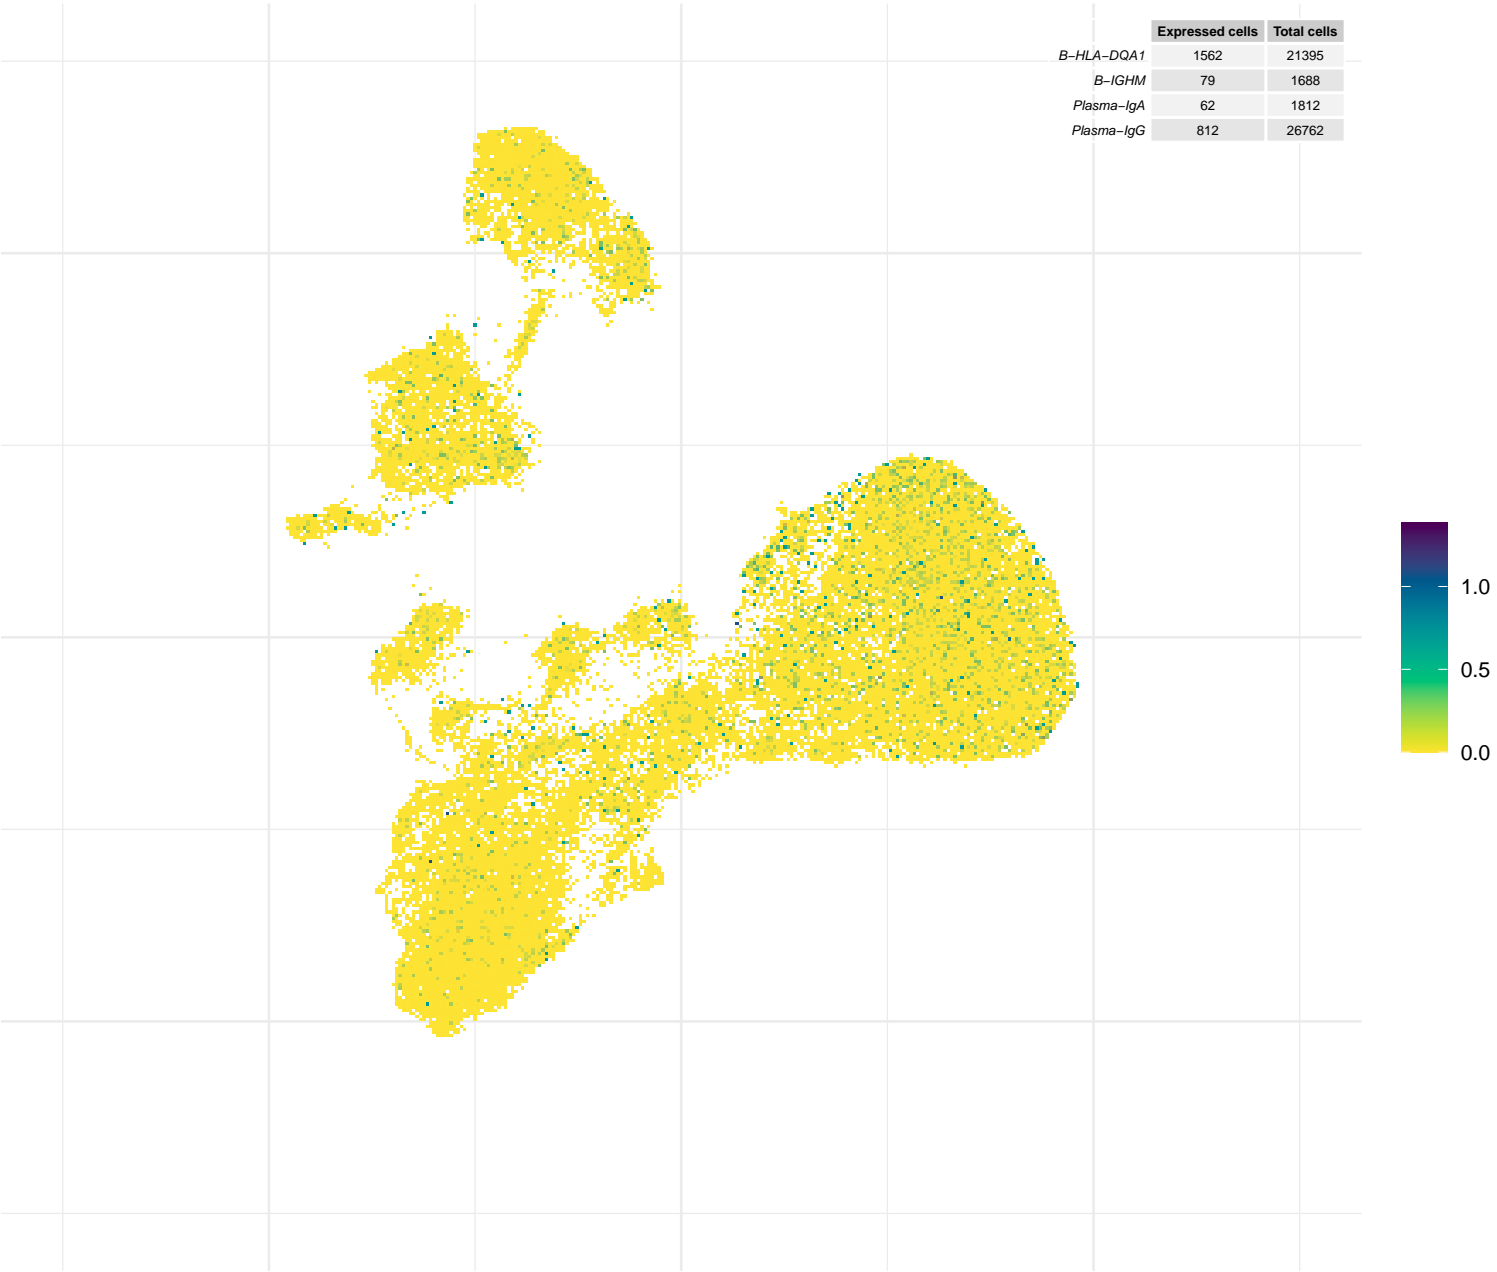 Expressed cells Total cells
B−HLA−DQA1 1562 21395
B−IGHM 79 1688
Plasma−IgA 62 1812
Plasma−IgG 812 26762
1.0
0.5
0.0